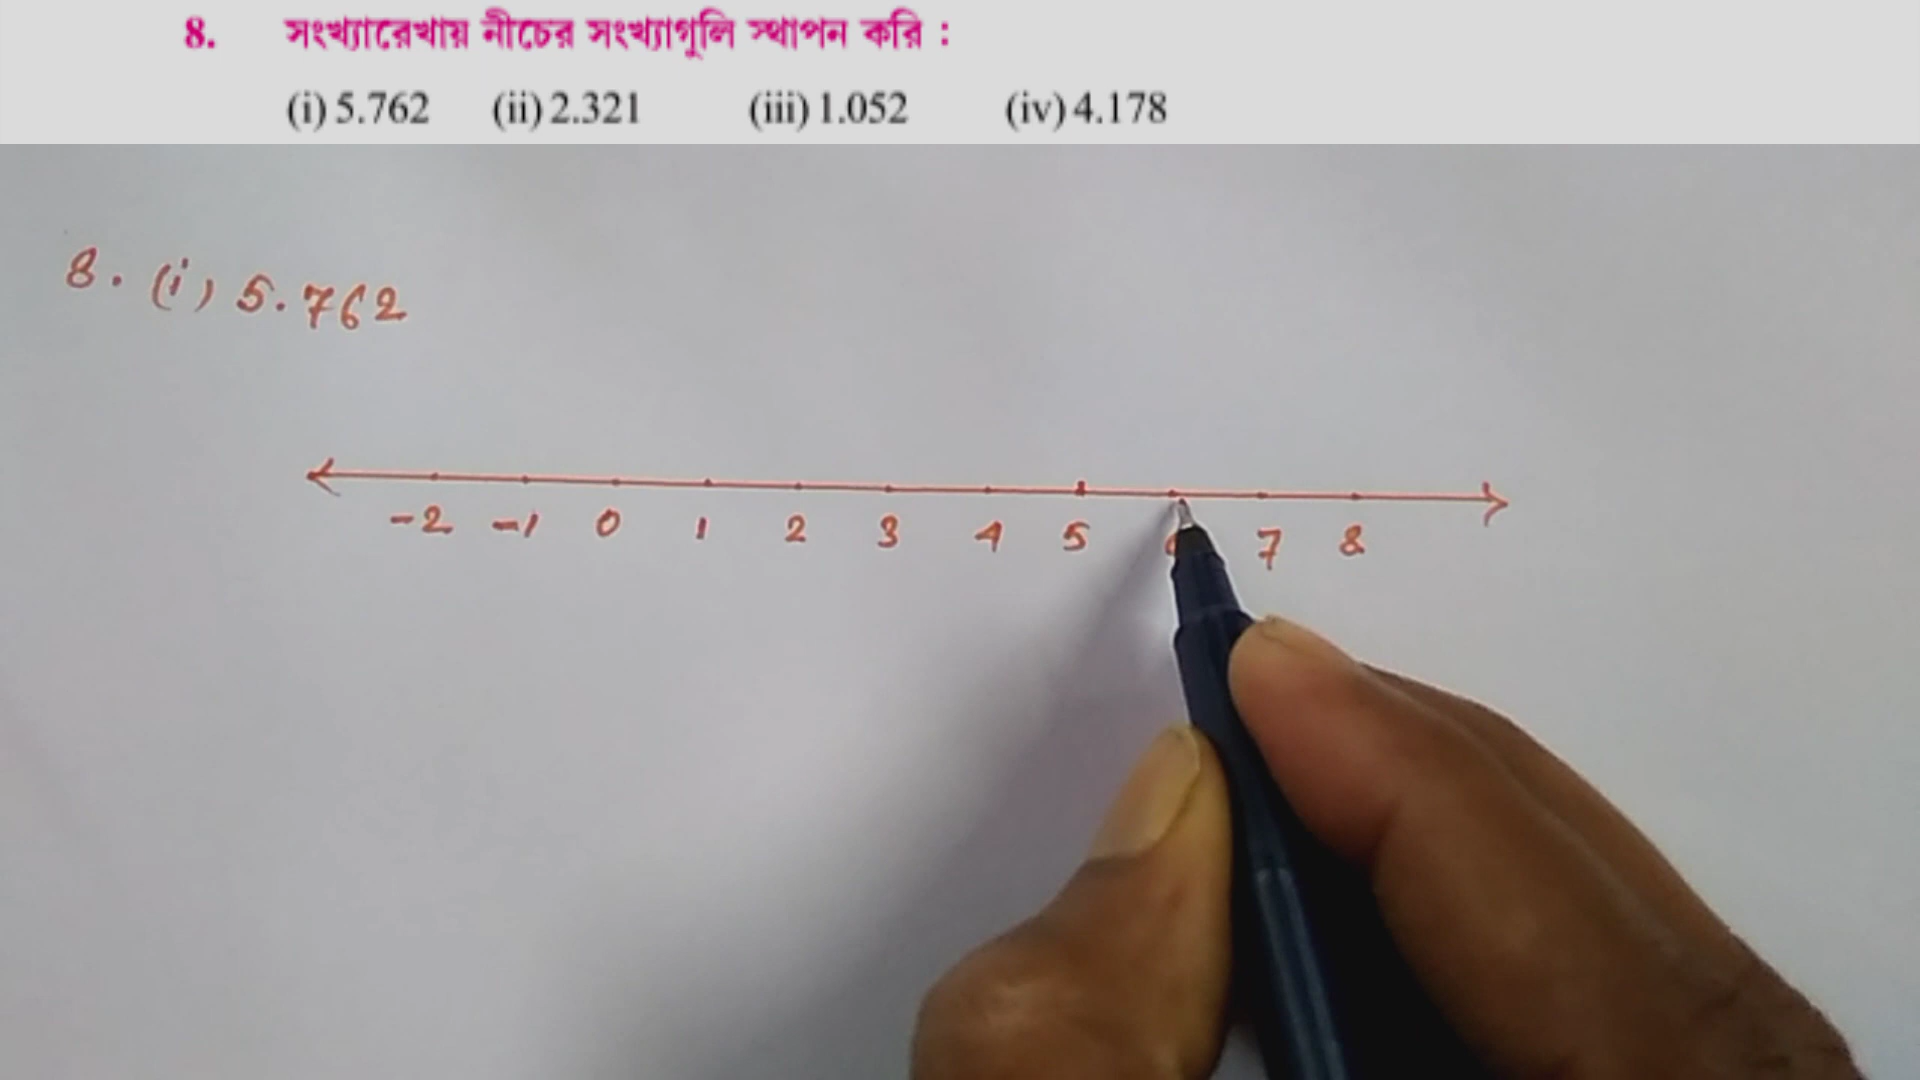 8. সংখ্যারেখায় নীচের সংখ্যাগুলি স্থাপন করি :
(i) 5.762 (ii) 2.321 (iii) 1.052 (iv) 4.178
8. (i) 5.762
-2 -1 0 1 2 3 4 5 7 8